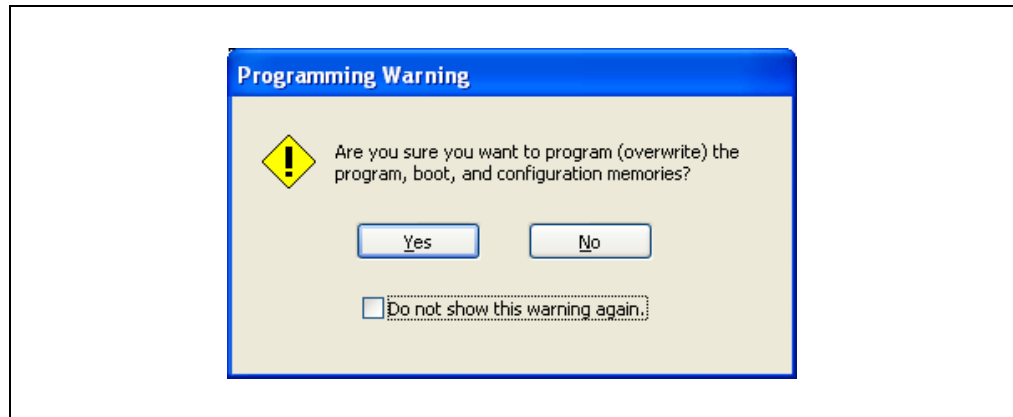 Programming Warning
Are you sure you want to program (overwrite) the
program, boot, and configuration memories?
Yes
No
Do not show this warning again.